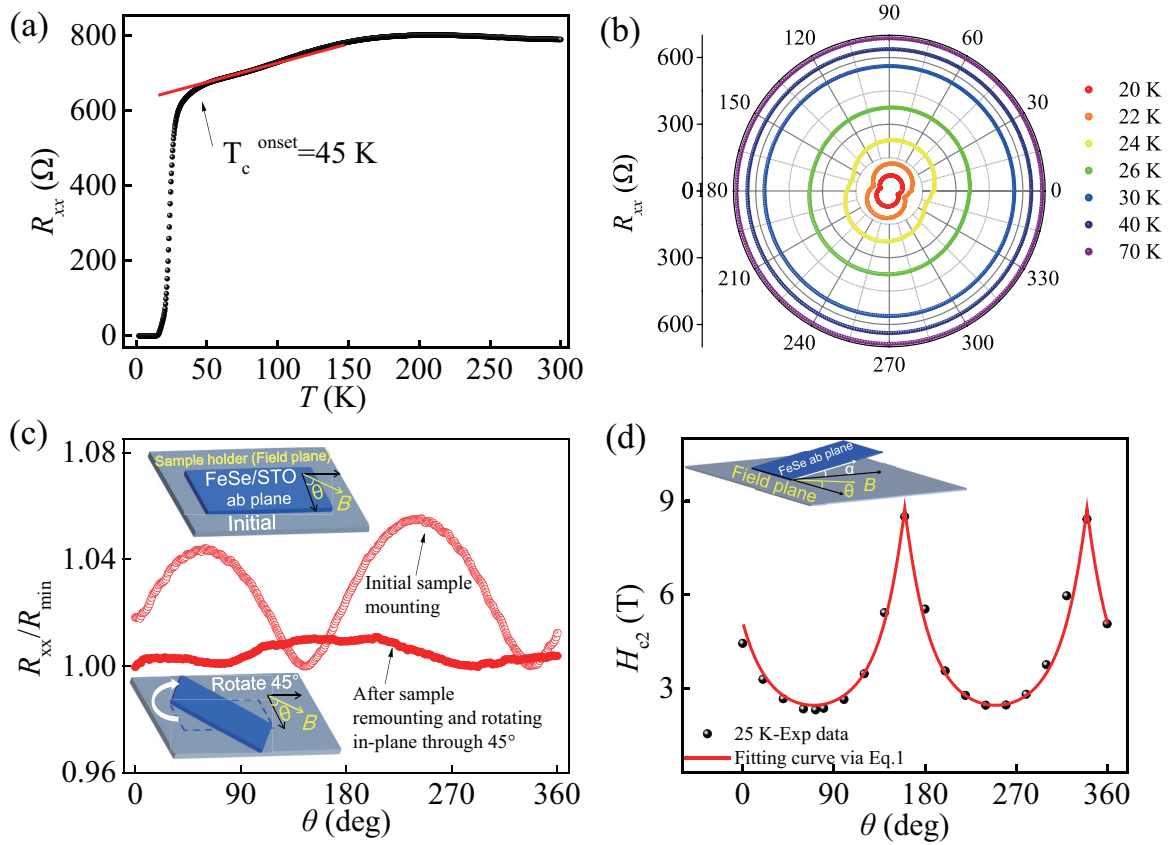 (a)
800
600
400
200
0
R_xx (Ω)
T_c^onset=45 K
0 50 100 150 200 250 300
T (K)
(b)
600
300
0
300
600
R_xx (Ω)
90
120 60
150 30
180 0
210 330
240 300
270
20 K
22 K
24 K
26 K
30 K
40 K
70 K
(c)
1.08
1.04
1.00
0.96
R_xx/R_min
Sample holder (Field plane)
FeSe/STO
ab plane
θ
B
Initial
Initial sample
mounting
Rotate 45°
θ
B
After sample
remounting and rotating
in-plane through 45°
0 90 180 270 360
θ (deg)
(d)
9
6
3
H_c2 (T)
FeSe ab plane
α
Field plane
θ
B
25 K-Exp data
Fitting curve via Eq.1
0 90 180 270 360
θ (deg)